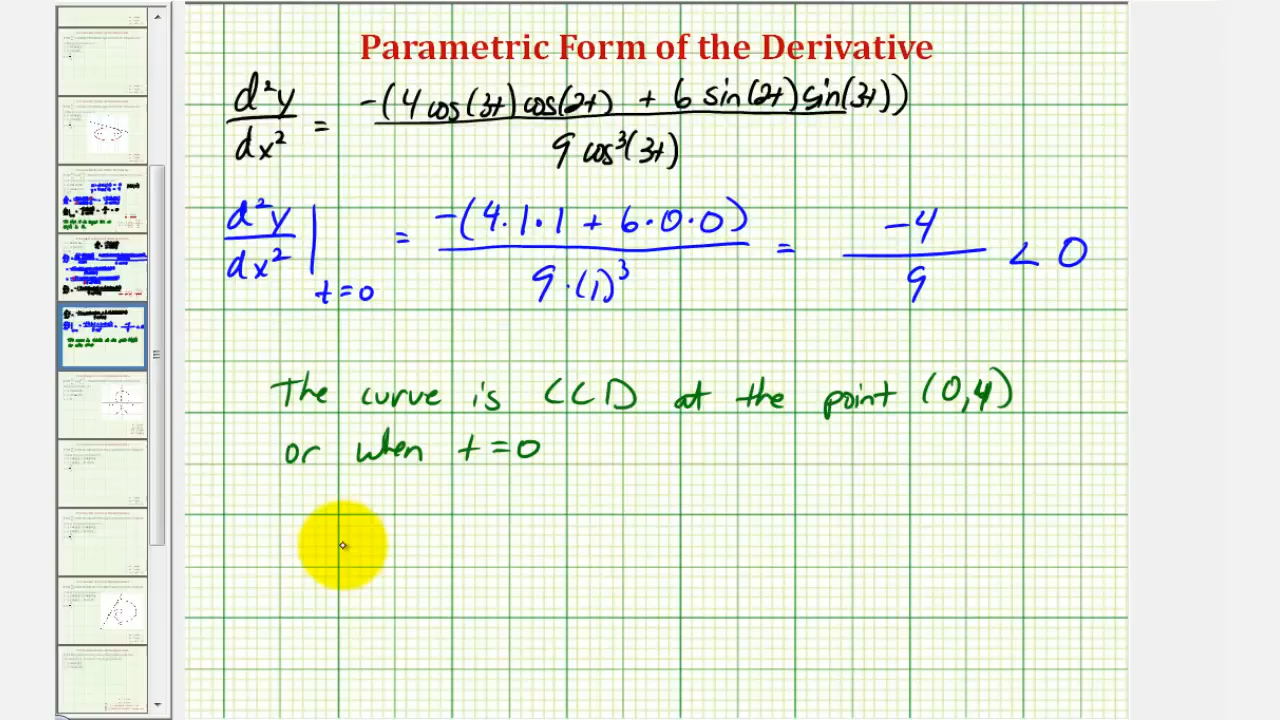 Parametric Form of the Derivative
d²y/dx² = -(4 cos(3t) cos(2t) + 6 sin(2t) sin(3t)) / 9 cos³(3t)
d²y/dx² | t=0 = -(4·1·1 + 6·0·0) / 9·(1)³ = -4/9 < 0
The curve is CCD at the point (0,4)
or when t=0